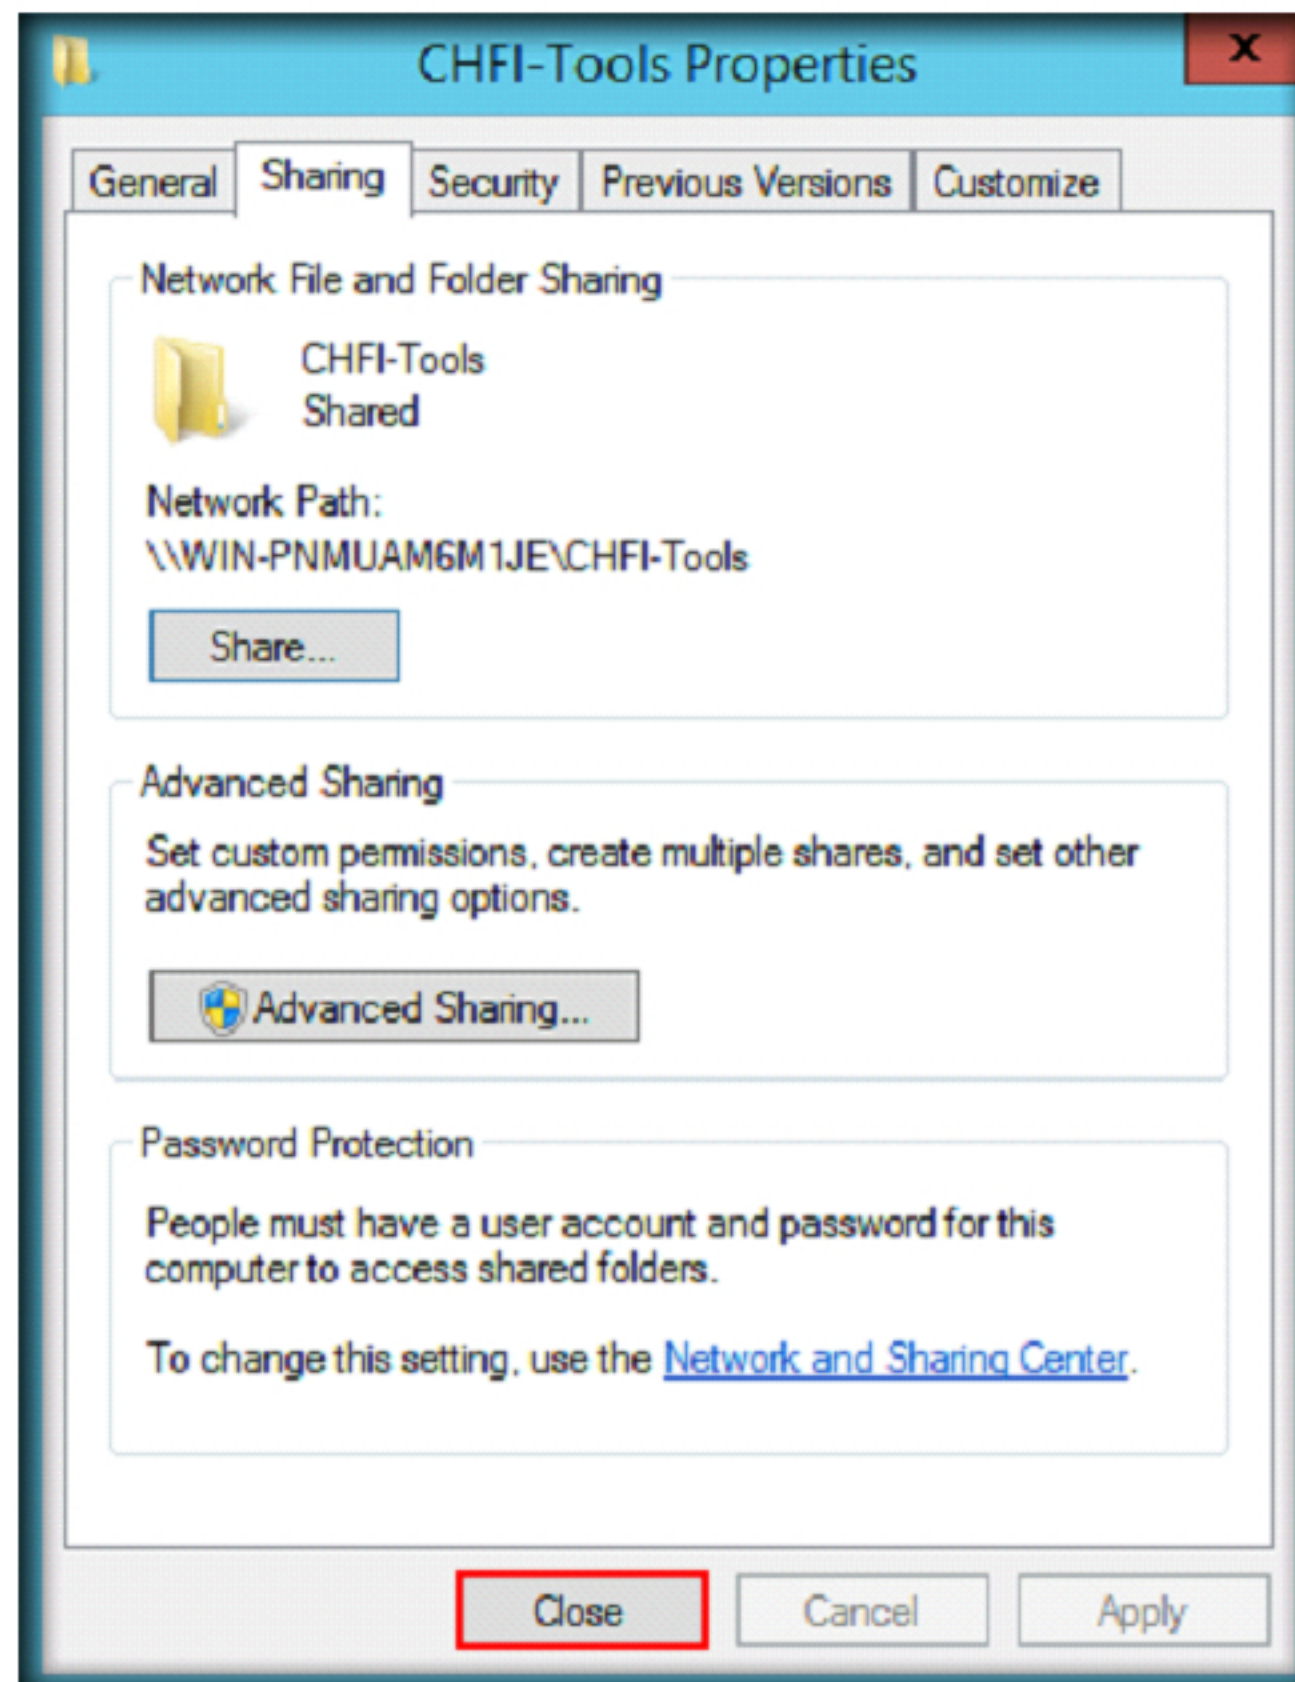 CHFI-Tools Properties
x
General Sharing Security Previous Versions Customize
Network File and Folder Sharing
CHFI-Tools
Shared
Network Path:
\\WIN-PNMUAM6M1JE\CHFI-Tools
Share...
Advanced Sharing
Set custom permissions, create multiple shares, and set other
advanced sharing options.
Advanced Sharing...
Password Protection
People must have a user account and password for this
computer to access shared folders.
To change this setting, use the Network and Sharing Center.
Close Cancel Apply